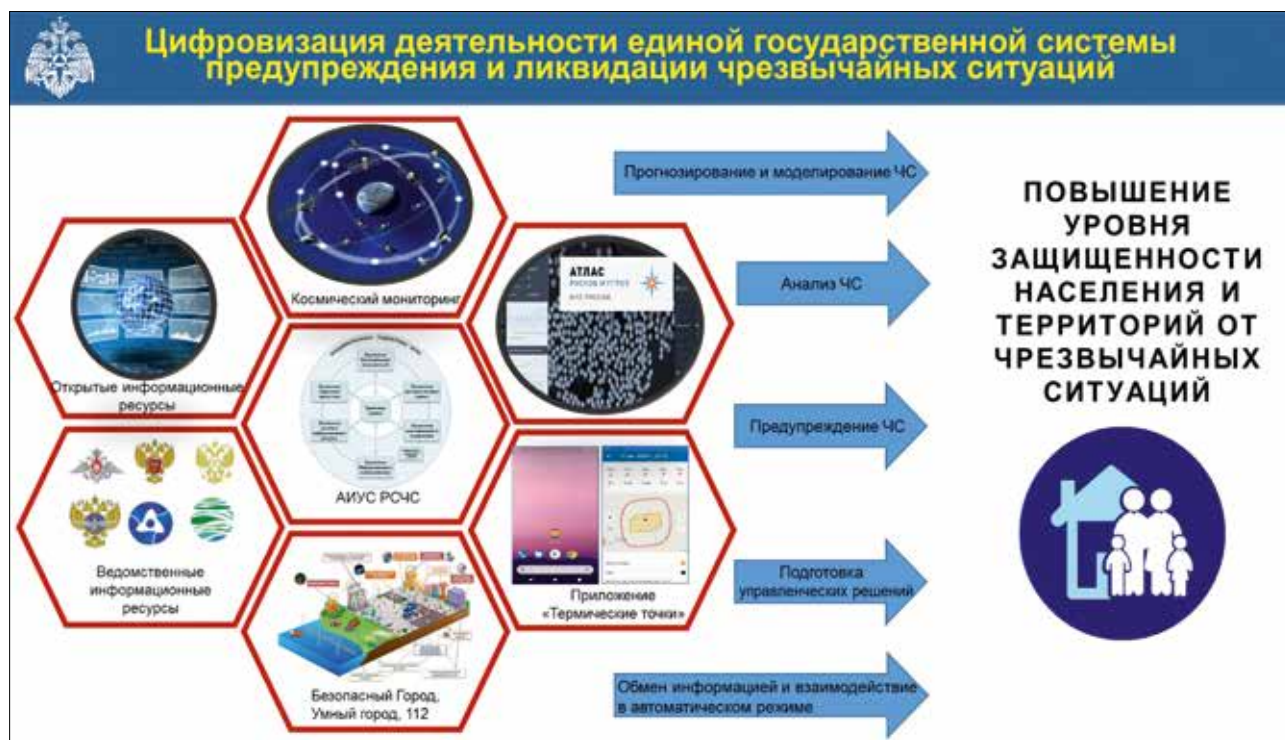 Цифровизация деятельности единой государственной системы
предупреждения и ликвидации чрезвычайных ситуаций
Космический мониторинг
Открытые информационные
ресурсы
АТЛАС
АИУС РСЧС
Ведомственные
информационные
ресурсы
Приложение
«Термические точки»
Безопасный Город,
Умный город, 112
Прогнозирование и моделирование ЧС
Анализ ЧС
Предупреждение ЧС
Подготовка
управленческих решений
Обмен информацией и взаимодействие
в автоматическом режиме
ПОВЫШЕНИЕ
УРОВНЯ
ЗАЩИЩЕННОСТИ
НАСЕЛЕНИЯ И
ТЕРРИТОРИЙ ОТ
ЧРЕЗВЫЧАЙНЫХ
СИТУАЦИЙ